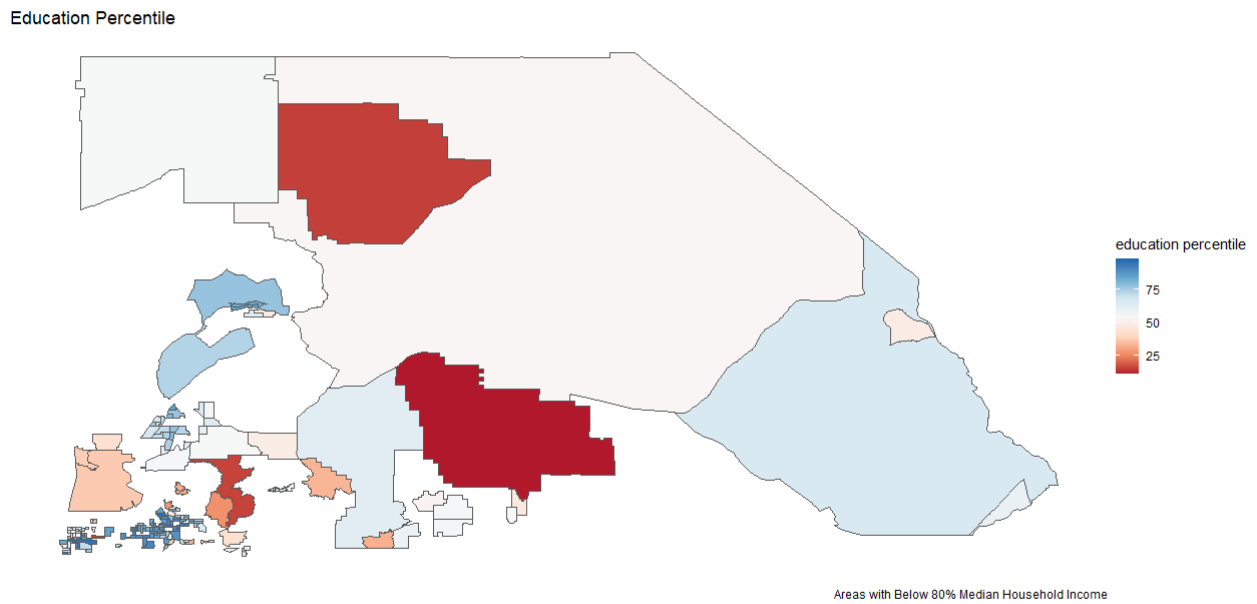 Education Percentile
education percentile
75
50
25
Areas with Below 80% Median Household Income